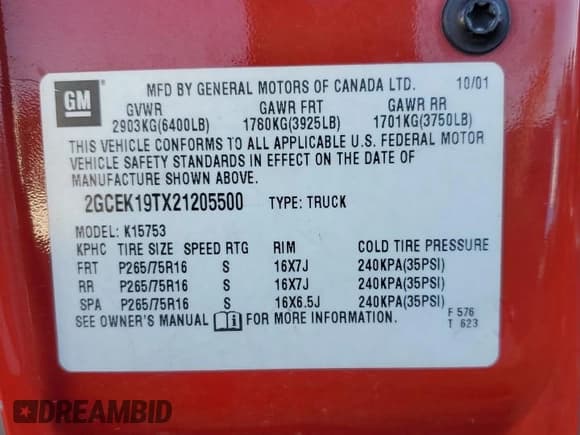 GM
MFD BY GENERAL MOTORS OF CANADA LTD. 10/01
GVWR GAWR FRT GAWR RR
2903KG(6400LB) 1780KG(3925LB) 1701KG(3750LB)
THIS VEHICLE CONFORMS TO ALL APPLICABLE U.S. FEDERAL MOTOR
VEHICLE SAFETY STANDARDS IN EFFECT ON THE DATE OF
MANUFACTURE SHOWN ABOVE.
2GCEK19TX21205500 TYPE: TRUCK
MODEL: K15753
KPHC TIRE SIZE SPEED RTG RIM COLD TIRE PRESSURE
FRT P265/75R16 S 16X7J 240KPA(35PSI)
RR P265/75R16 S 16X7J 240KPA(35PSI)
SPA P265/75R16 S 16X6.5J 240KPA(35PSI)
SEE OWNER'S MANUAL FOR MORE INFORMATION.
F 576
T 623
DREAMBID